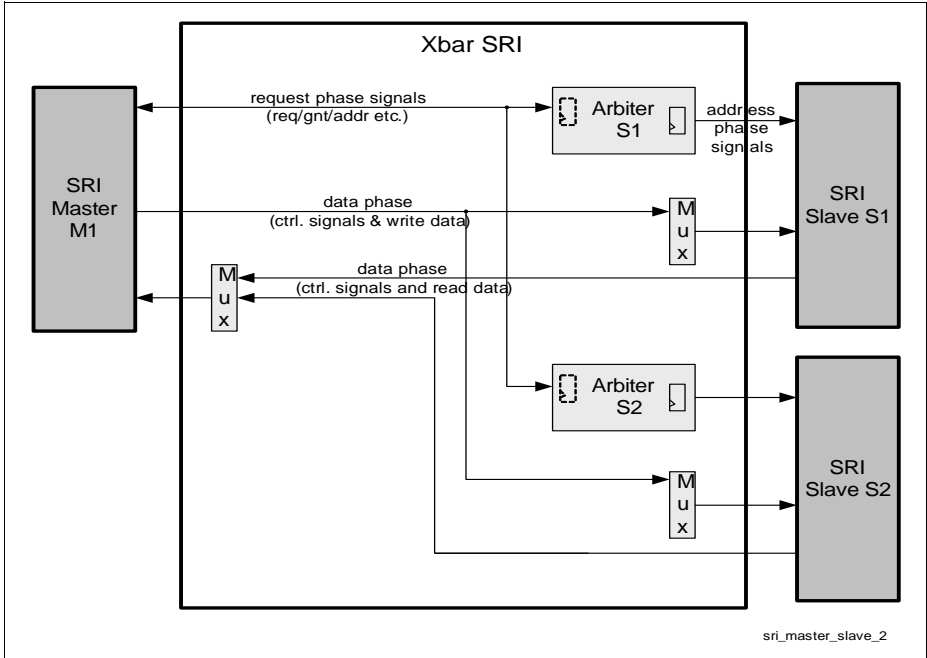 Xbar SRI
request phase signals
(req/gnt/addr etc.)
Arbiter
S1
address
phase
signals
SRI
Master
M1
SRI
Slave S1
data phase
(ctrl. signals & write data)
M
u
x
data phase
(ctrl. signals and read data)
M
u
x
Arbiter
S2
SRI
Slave S2
M
u
x
sri_master_slave_2